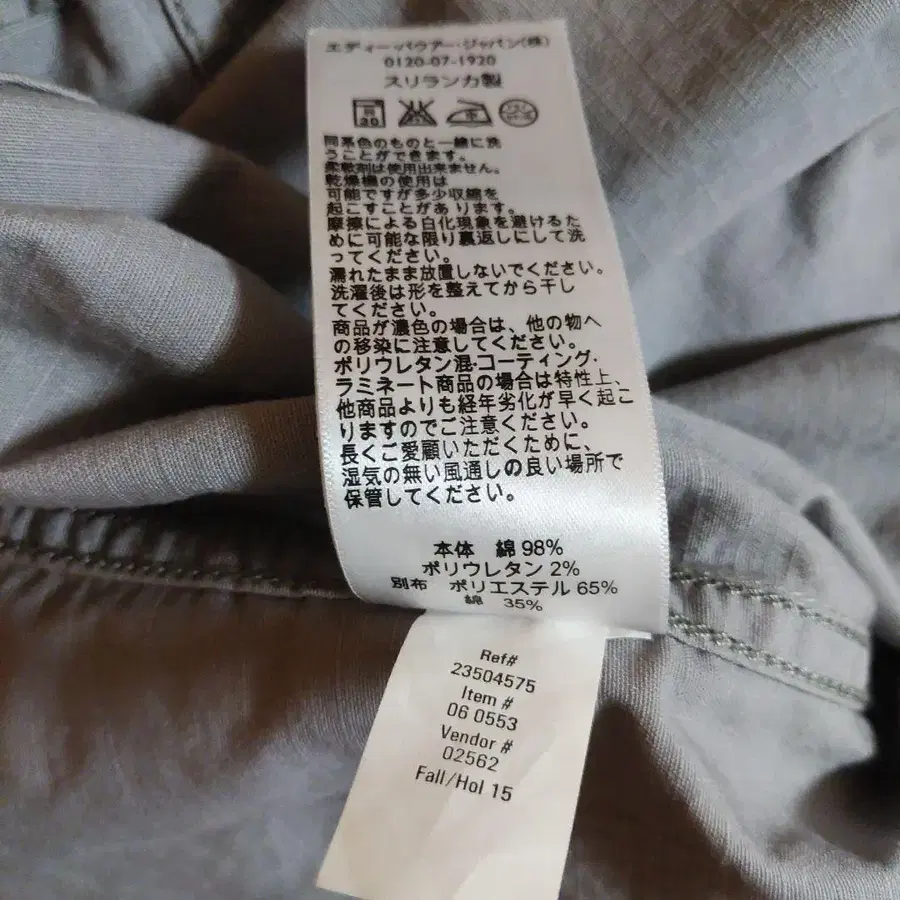 エディー・バウアー・ジャパン(株)
0120-07-1920
スリランカ製
30
同系色のものと一緒に洗
うことができます。
柔軟剤は使用出来ません。
乾燥機の使用は
可能ですが多少収縮を
起こすことがあります。
摩擦による白化現象を避けるた
めに可能な限り裏返しにして洗
ってください。
濡れたまま放置しないでください。
洗濯後は形を整えてから干し
てください。
商品が濃色の場合は、他の物へ
の移染に注意してください。
ポリウレタン混・コーティング・
ラミネート商品の場合は特性上、
他商品よりも経年劣化が早く起こ
りますのでご注意ください。
長くご愛顧いただくために、
湿気の無い風通しの良い場所で
保管してください。
本体 綿 98%
ポリウレタン 2%
別布 ポリエステル 65%
綿 35%
Ref#
23504575
Item #
06 0553
Vendor #
02562
Fall/Hol 15